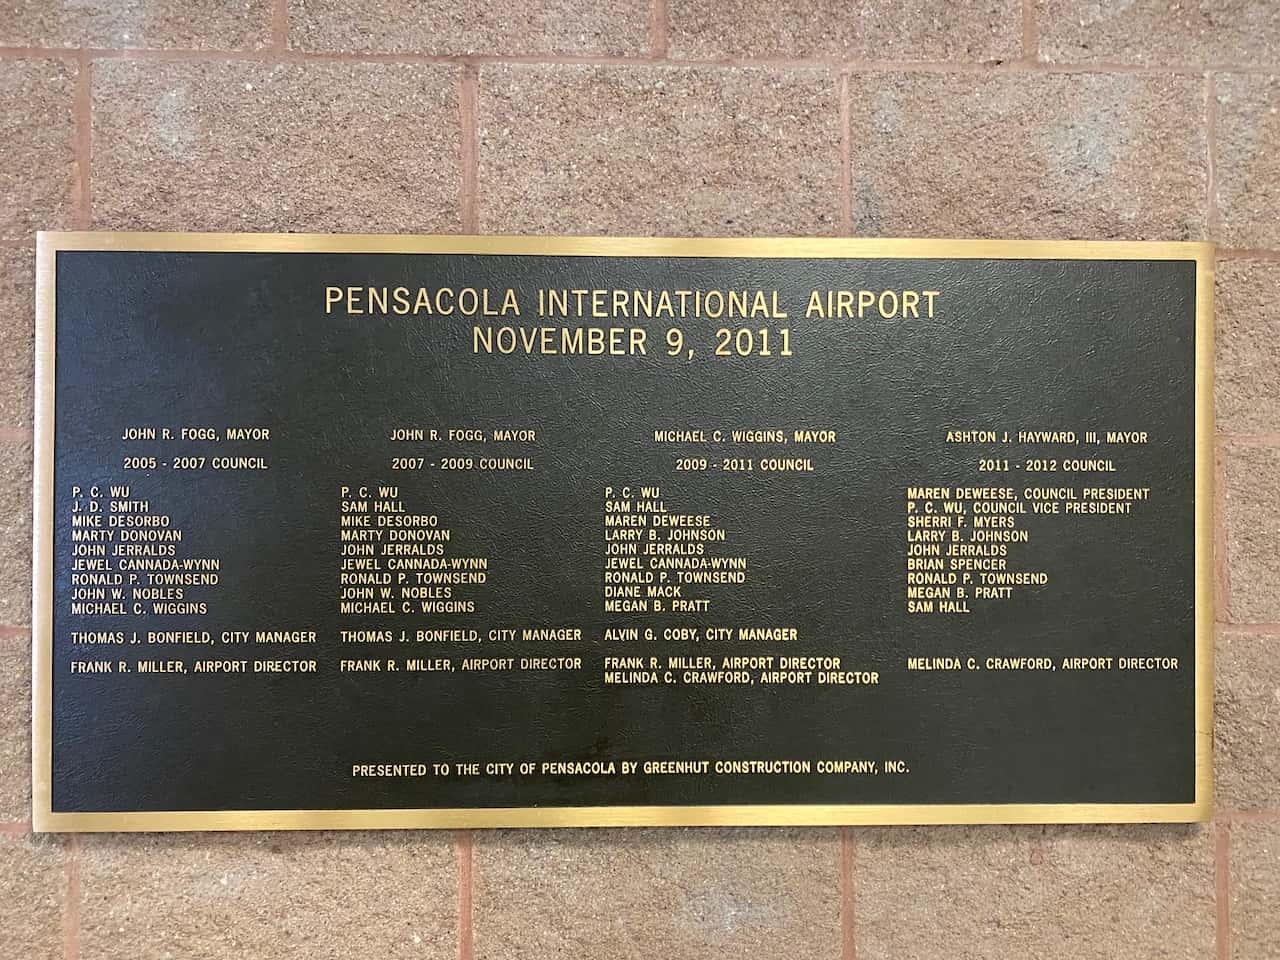 PENSACOLA INTERNATIONAL AIRPORT
NOVEMBER 9, 2011
JOHN R. FOGG, MAYOR
2005 - 2007 COUNCIL
P. C. WU
J. D. SMITH
MIKE DESORBO
MARTY DONOVAN
JOHN JERRALDS
JEWEL CANNADA-WYNN
RONALD P. TOWNSEND
JOHN W. NOBLES
MICHAEL C. WIGGINS
THOMAS J. BONFIELD, CITY MANAGER
FRANK R. MILLER, AIRPORT DIRECTOR
JOHN R. FOGG, MAYOR
2007 - 2009 COUNCIL
P. C. WU
SAM HALL
MIKE DESORBO
MARTY DONOVAN
JOHN JERRALDS
JEWEL CANNADA-WYNN
RONALD P. TOWNSEND
JOHN W. NOBLES
MICHAEL C. WIGGINS
THOMAS J. BONFIELD, CITY MANAGER
FRANK R. MILLER, AIRPORT DIRECTOR
MICHAEL C. WIGGINS, MAYOR
2009 - 2011 COUNCIL
P. C. WU
SAM HALL
MAREN DEWEESE
LARRY B. JOHNSON
JOHN JERRALDS
JEWEL CANNADA-WYNN
RONALD P. TOWNSEND
DIANE MACK
MEGAN B. PRATT
ALVIN G. COBY, CITY MANAGER
FRANK R. MILLER, AIRPORT DIRECTOR
MELINDA C. CRAWFORD, AIRPORT DIRECTOR
ASHTON J. HAYWARD, III, MAYOR
2011 - 2012 COUNCIL
MAREN DEWEESE, COUNCIL PRESIDENT
P. C. WU, COUNCIL VICE PRESIDENT
SHERRI F. MYERS
LARRY B. JOHNSON
JOHN JERRALDS
BRIAN SPENCER
RONALD P. TOWNSEND
MEGAN B. PRATT
SAM HALL
MELINDA C. CRAWFORD, AIRPORT DIRECTOR
PRESENTED TO THE CITY OF PENSACOLA BY GREENHUT CONSTRUCTION COMPANY, INC.